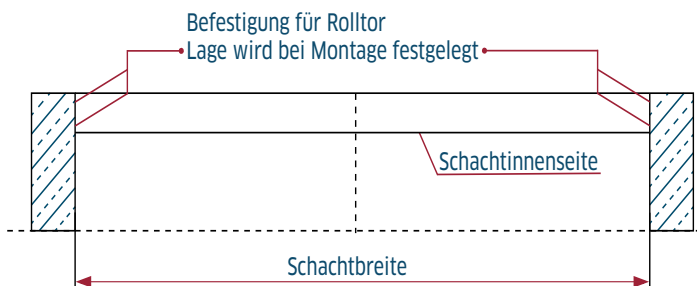 Befestigung für Rolltor
Lage wird bei Montage festgelegt
Schachtinnenseite
Schachtbreite